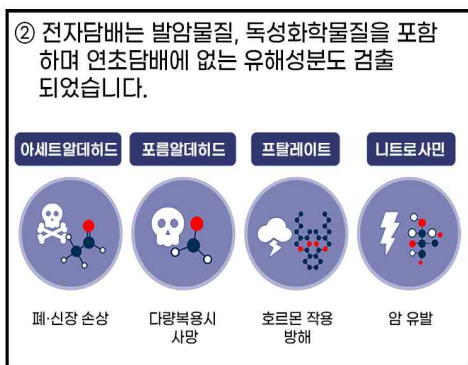 ② 전자담배는 발암물질, 독성화학물질을 포함
하며 연초담배에 없는 유해성분도 검출
되었습니다.
아세트알데히드
포름알데히드
프탈레이트
니트로사민
폐·신장 손상
다량복용시
사망
호르몬 작용
방해
암 유발